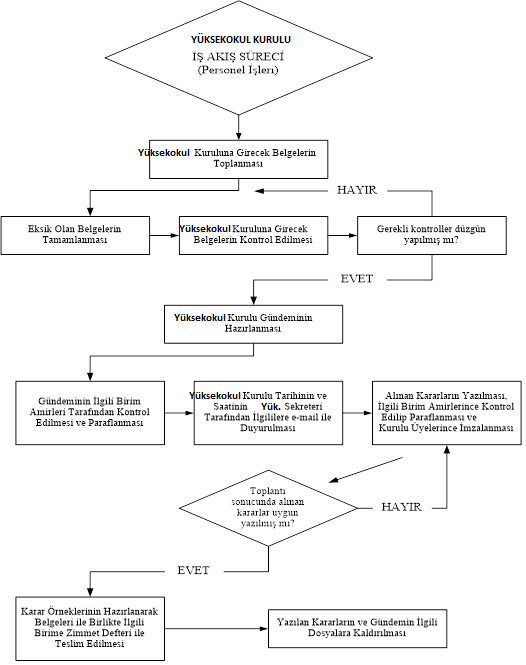 YÜKSEKOKUL KURULU
İŞ AKIŞ SÜRECİ
(Personel İşleri)
Yüksekokul Kuruluna Girecek Belgelerin
Toplanması
HAYIR
Eksik Olan Belgelerin
Tamamlanması
Yüksekokul Kuruluna Girecek
Belgelerin Kontrol Edilmesi
Gerekli kontroller düzgün
yapılmış mı?
EVET
Yüksekokul Kurulu Gündeminin
Hazırlanması
Gündeminin İlgili Birim
Amirleri Tarafından Kontrol
Edilmesi ve Paraflanması
Yüksekokul Kurulu Tarihinin ve
Saatinin Yük. Sekreteri
Tarafından İlgililere e-mail ile
Duyurulması
Alınan Kararların Yazılması,
İlgili Birim Amirlerince Kontrol
Edilip Paraflanması ve
Kurulu Üyelerince İmzalanması
Toplantı
sonucunda alınan
kararlar uygun
yazılmış mı?
HAYIR
EVET
Karar Örneklerinin Hazırlanarak
Belgeleri ile Birlikte İlgili
Birime Zimmet Defteri ile
Teslim Edilmesi
Yazılan Kararların ve Gündemin İlgili
Dosyalara Kaldırılması